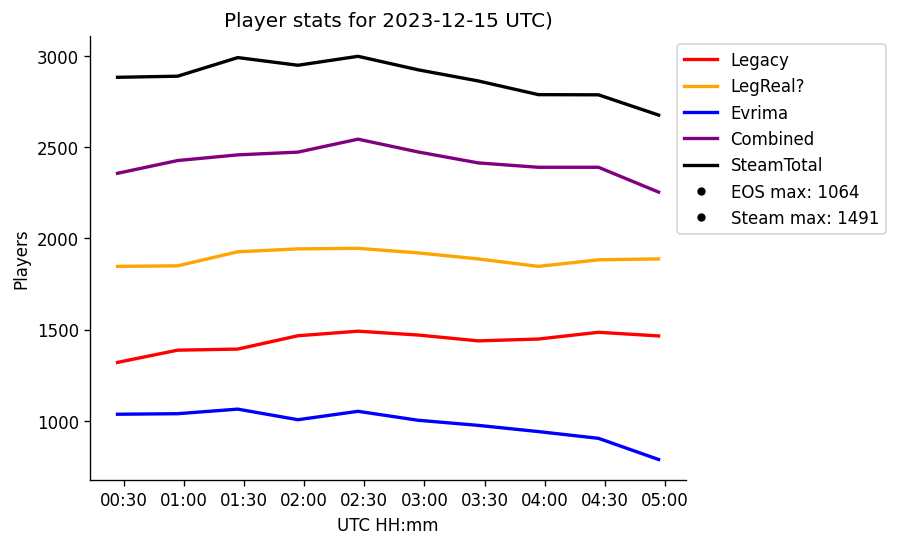 Player stats for 2023-12-15 UTC)
3000
2500
2000
1500
1000
Players
00:30 01:00 01:30 02:00 02:30 03:00 03:30 04:00 04:30 05:00
UTC HH:mm
Legacy
LegReal?
Evrima
Combined
SteamTotal
EOS max: 1064
Steam max: 1491